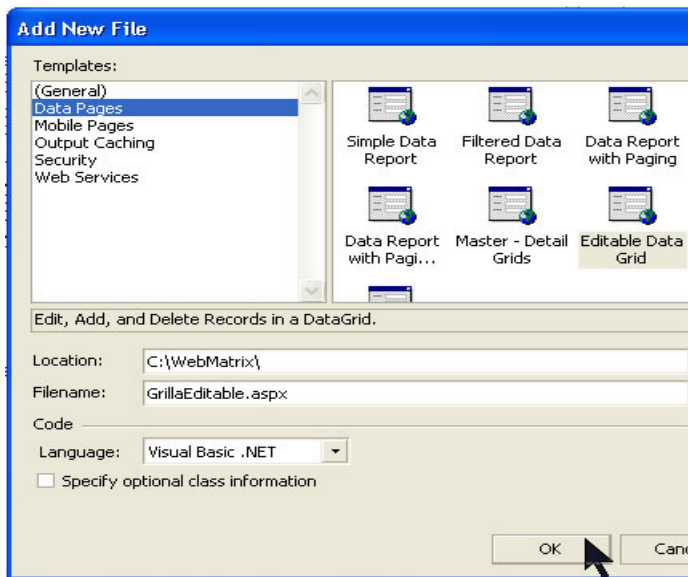 Add New File
Templates:
(General)
Data Pages
Mobile Pages
Output Caching
Security
Web Services
Simple Data
Report
Filtered Data
Report
Data Report
with Paging
Data Report
with Pagi...
Master - Detail
Grids
Editable Data
Grid
Edit, Add, and Delete Records in a DataGrid.
Location: C:\WebMatrix\
Filename: GrillaEditable.aspx
Code
Language: Visual Basic .NET
Specify optional class information
OK Canc